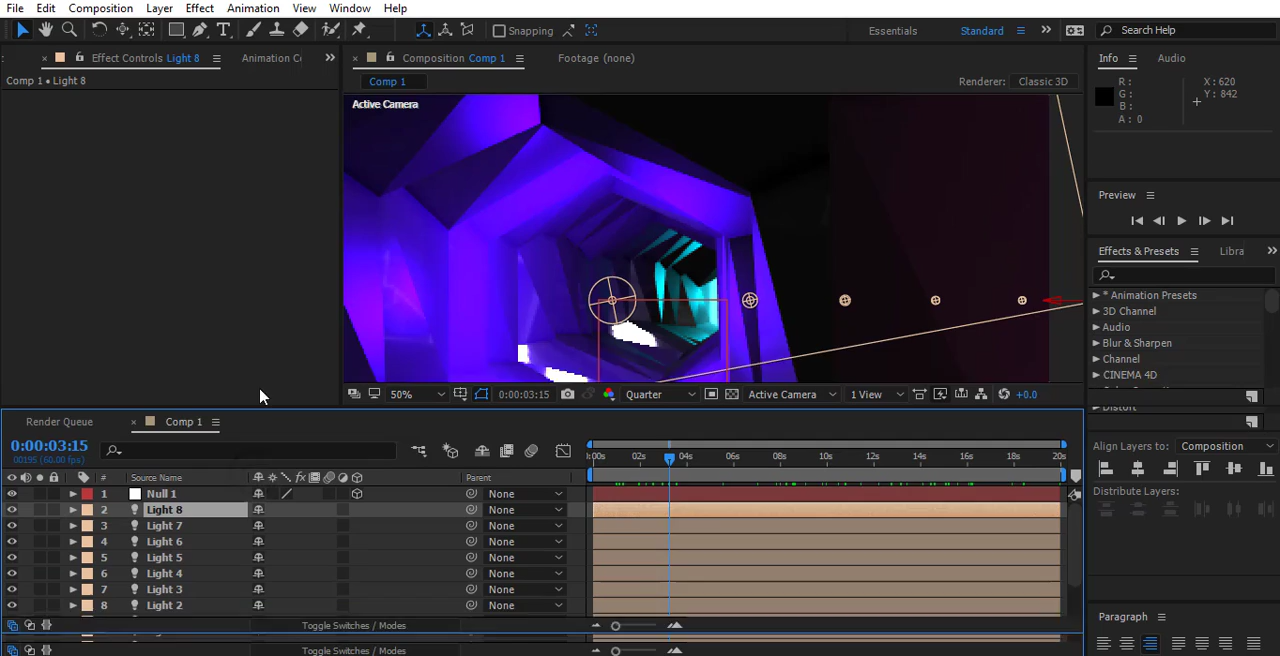 File Edit Composition Layer Effect Animation View Window Help
Snapping Essentials Standard Search Help
Effect Controls Light 8 Animation Co Composition Comp 1 Footage (none) Info Audio
Comp 1 • Light 8 Comp 1 Renderer: Classic 3D
Active Camera
R : X : 620
G : Y : 842
B :
A : 0
Preview
Effects & Presets Libra
* Animation Presets
3D Channel
Audio
Blur & Sharpen
Channel
CINEMA 4D
50% 0:00:03:15 Quarter Active Camera 1 View +0.0
Distort
Render Queue Comp 1
0:00:03:15
00195 (60.00 fps)
Align Layers to: Composition
:00s 02s 04s 06s 08s 10s 12s 14s 16s 18s 20s
# Source Name Parent
Distribute Layers:
1 Null 1 None
2 Light 8 None
3 Light 7 None
4 Light 6 None
5 Light 5 None
6 Light 4 None
7 Light 3 None
8 Light 2 None
Toggle Switches / Modes
Paragraph
Toggle Switches / Modes